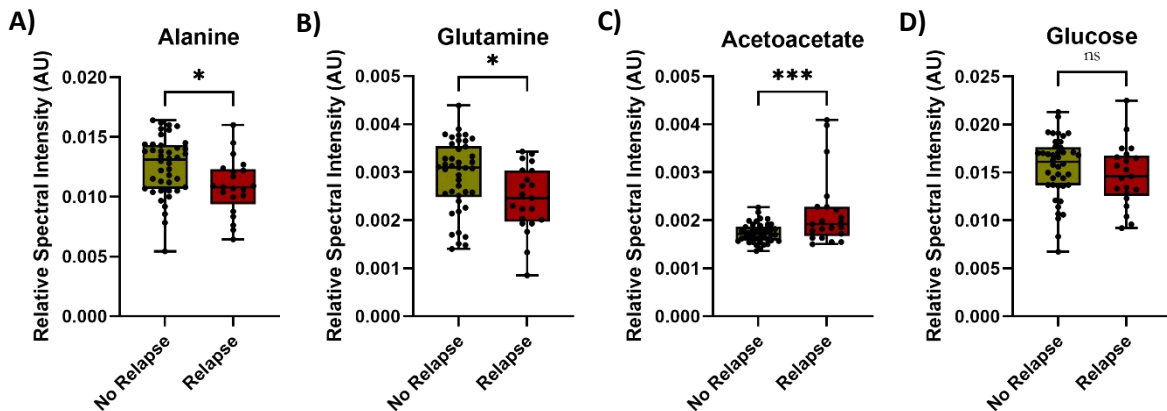 A)
Alanine
*
Relative Spectral Intensity (AU)
0.020
0.015
0.010
0.005
0.000
No Relapse
Relapse
B)
Glutamine
*
Relative Spectral Intensity (AU)
0.005
0.004
0.003
0.002
0.001
0.000
No Relapse
Relapse
C)
Acetoacetate
***
Relative Spectral Intensity (AU)
0.005
0.004
0.003
0.002
0.001
0.000
No Relapse
Relapse
D)
Glucose
ns
Relative Spectral Intensity (AU)
0.025
0.020
0.015
0.010
0.005
0.000
No Relapse
Relapse